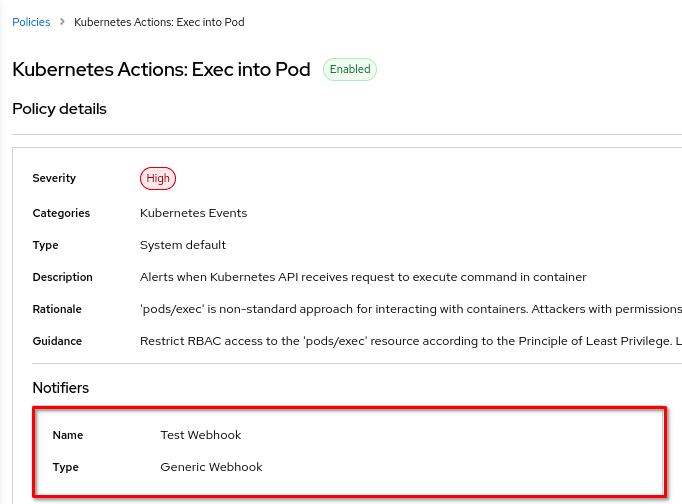 Policies > Kubernetes Actions: Exec into Pod
Kubernetes Actions: Exec into Pod Enabled
Policy details
Severity High
Categories Kubernetes Events
Type System default
Description Alerts when Kubernetes API receives request to execute command in container
Rationale 'pods/exec' is non-standard approach for interacting with containers. Attackers with permissions
Guidance Restrict RBAC access to the 'pods/exec' resource according to the Principle of Least Privilege. L
Notifiers
Name Test Webhook
Type Generic Webhook